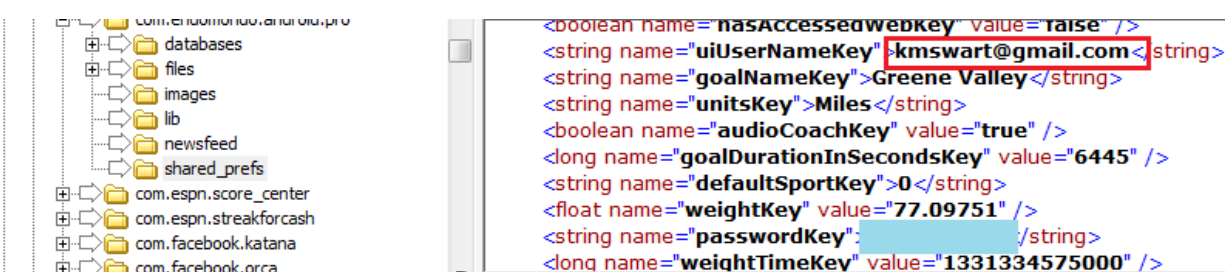 com.endomondo.android.pro
databases
files
images
lib
newsfeed
shared_prefs
com.espn.score_center
com.espn.streakforcash
com.facebook.katana
com.facebook.orca
<boolean name="hasAccessedWebKey" value="false" />
<string name="uiUserNameKey">kmswart@gmail.com</string>
<string name="goalNameKey">Greene Valley</string>
<string name="unitsKey">Miles</string>
<boolean name="audioCoachKey" value="true" />
<long name="goalDurationInSecondsKey" value="6445" />
<string name="defaultSportKey">0</string>
<float name="weightKey" value="77.09751" />
<string name="passwordKey"> /string>
<long name="weightTimeKey" value="1331334575000" />